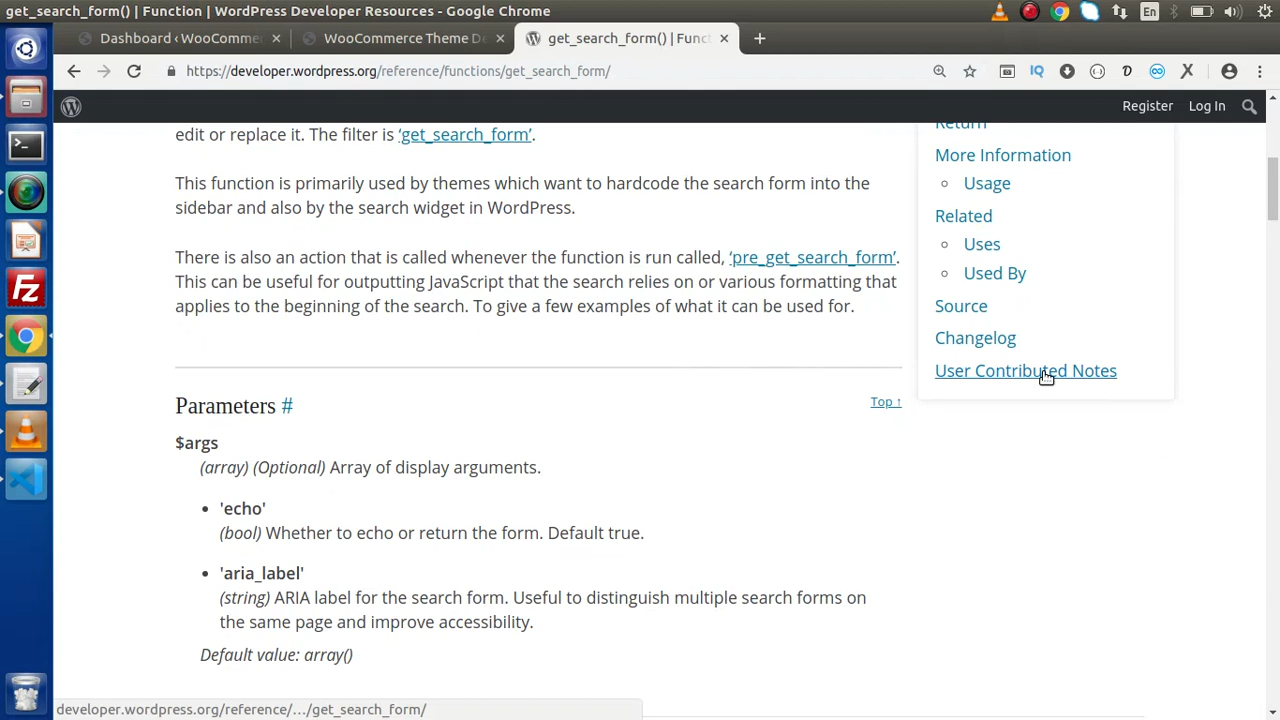 get_search_form() | Function | WordPress Developer Resources - Google Chrome
En
Dashboard ‹ WooComme
WooCommerce Theme De
get_search_form() | Func
https://developer.wordpress.org/reference/functions/get_search_form/
Register
Log In
edit or replace it. The filter is ‘get_search_form’.
This function is primarily used by themes which want to hardcode the search form into the
sidebar and also by the search widget in WordPress.
There is also an action that is called whenever the function is run called, ‘pre_get_search_form’.
This can be useful for outputting JavaScript that the search relies on or various formatting that
applies to the beginning of the search. To give a few examples of what it can be used for.
Parameters #
Top ↑
$args
(array) (Optional) Array of display arguments.
'echo'
(bool) Whether to echo or return the form. Default true.
'aria_label'
(string) ARIA label for the search form. Useful to distinguish multiple search forms on
the same page and improve accessibility.
Default value: array()
Return
More Information
Usage
Related
Uses
Used By
Source
Changelog
User Contributed Notes
developer.wordpress.org/reference/…/get_search_form/